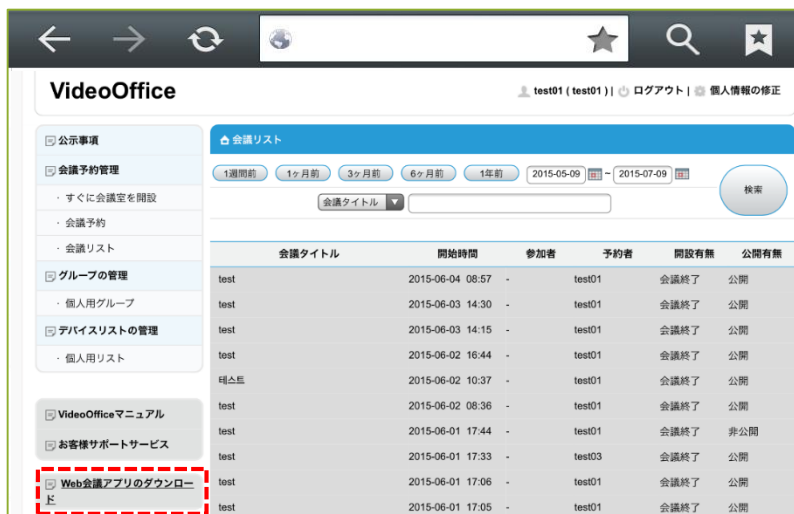 VideoOffice
test01 ( test01 ) | ログアウト | 個人情報の修正
公示事項
会議予約管理
· すぐに会議室を開設
· 会議予約
· 会議リスト
グループの管理
· 個人用グループ
デバイスリストの管理
· 個人用リスト
VideoOfficeマニュアル
お客様サポートサービス
Web会議アプリのダウンロー
ド
会議リスト
1週間前 1ヶ月前 3ヶ月前 6ヶ月前 1年前 2015-05-09 ~ 2015-07-09
検索
会議タイトル
会議タイトル 開始時間 参加者 予約者 開設有無 公開有無
test 2015-06-04 08:57 - test01 会議終了 公開
test 2015-06-03 14:30 - test01 会議終了 公開
test 2015-06-03 14:15 - test01 会議終了 公開
test 2015-06-02 16:44 - test01 会議終了 公開
테스트 2015-06-02 10:37 - test01 会議終了 公開
test 2015-06-02 08:36 - test01 会議終了 公開
test 2015-06-01 17:44 - test01 会議終了 非公開
test 2015-06-01 17:33 - test03 会議終了 公開
test 2015-06-01 17:06 - test01 会議終了 公開
test 2015-06-01 17:05 - test01 会議終了 公開